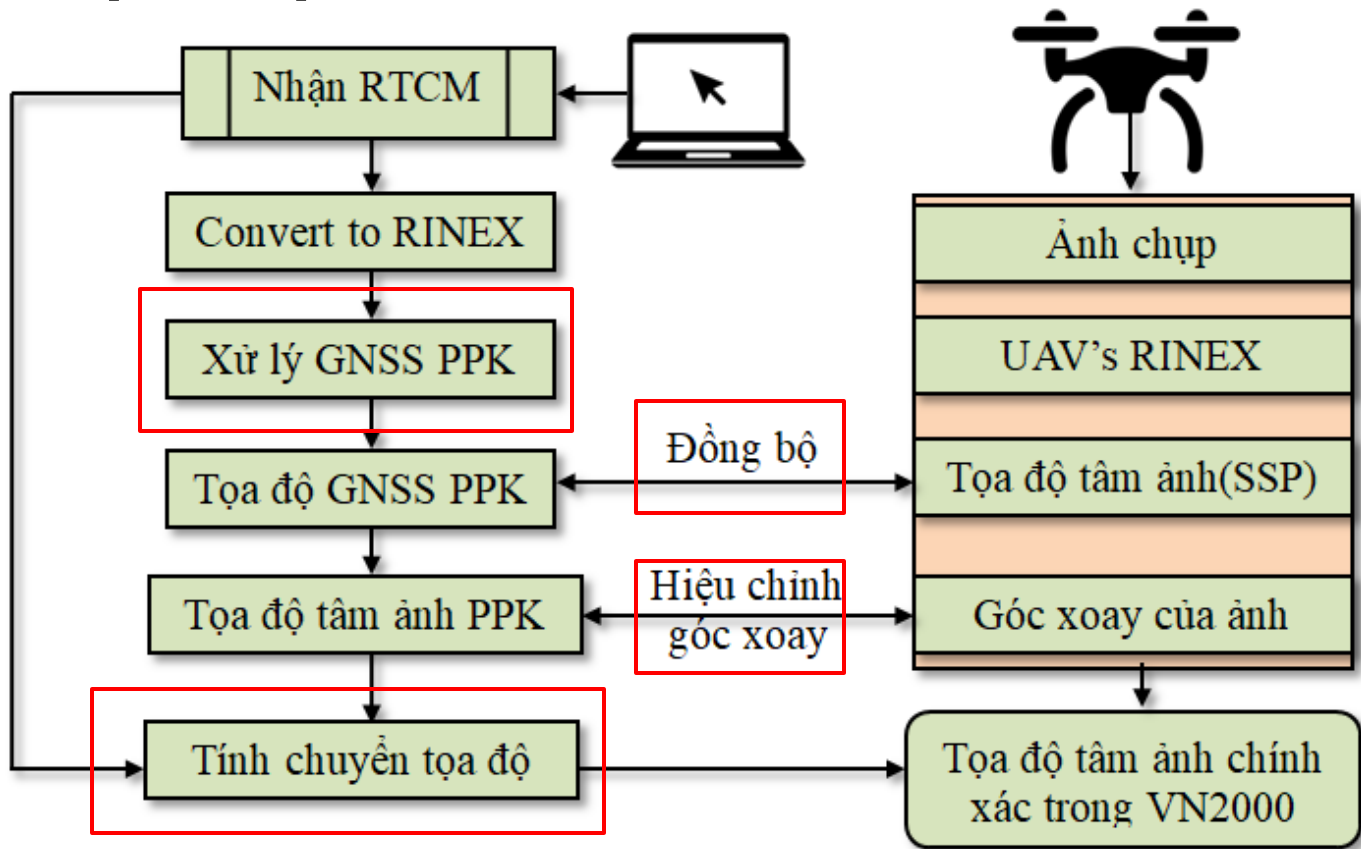 Nhận RTCM
Convert to RINEX
Xử lý GNSS PPK
Tọa độ GNSS PPK
Tọa độ tâm ảnh PPK
Tính chuyển tọa độ
Đồng bộ
Hiệu chỉnh
góc xoay
Ảnh chụp
UAV's RINEX
Tọa độ tâm ảnh(SSP)
Góc xoay của ảnh
Tọa độ tâm ảnh chính
xác trong VN2000